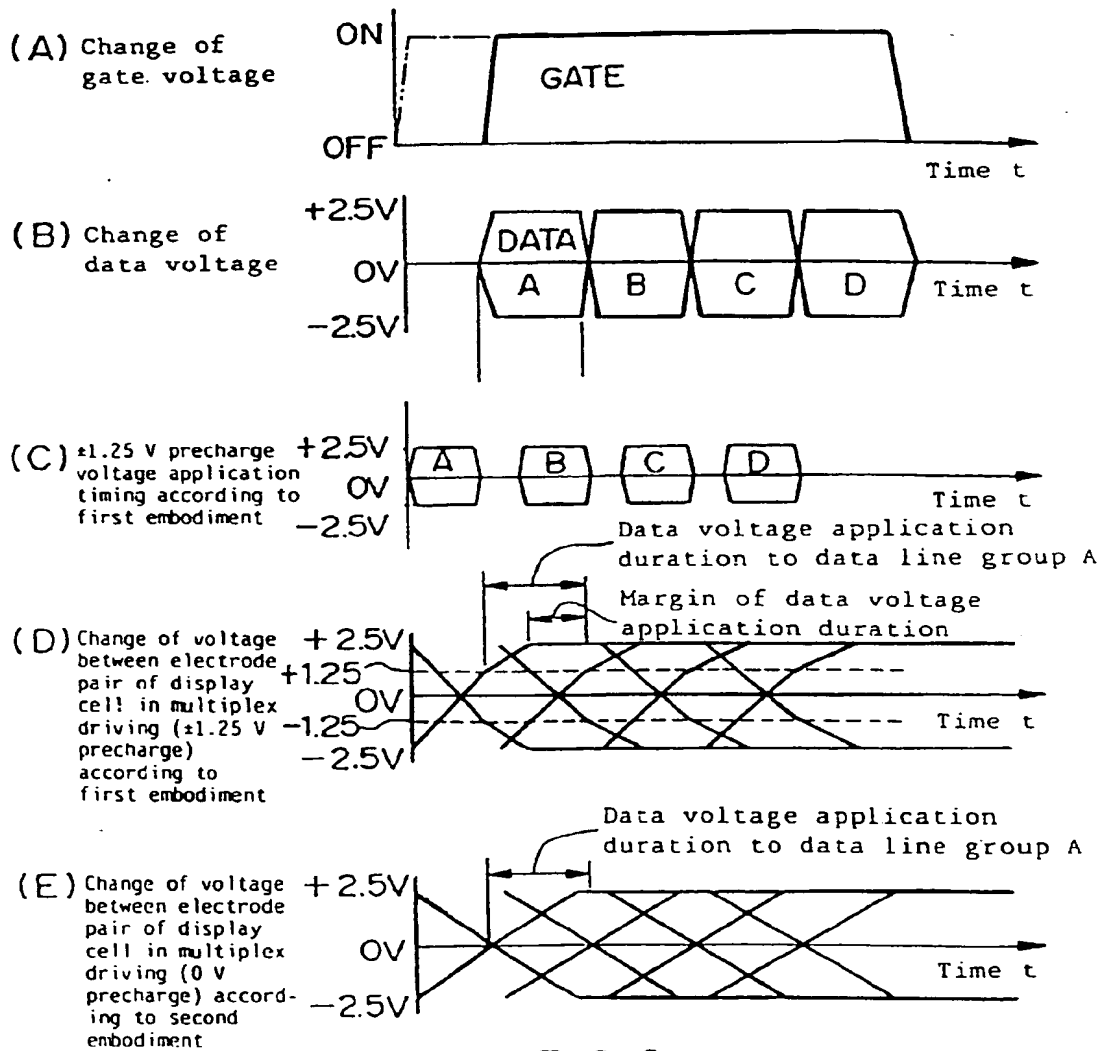 (A) Change of
gate. voltage
ON
OFF
GATE
Time t
(B) Change of
data voltage
+2.5V
0V
−2.5V
DATA
A
B
C
D
Time t
(C) ±1.25 V precharge
voltage application
timing according to
first embodiment
+2.5V
0V
−2.5V
A
B
C
D
Time t
Data voltage application
duration to data line group A
Margin of data voltage
application duration
(D) Change of voltage
between electrode
pair of display
cell in multiplex
driving (±1.25 V
precharge)
according to
first embodiment
+2.5V
+1.25
0V
−1.25
−2.5V
Time t
Data voltage application
duration to data line group A
(E) Change of voltage
between electrode
pair of display
cell in multiplex
driving (0 V
precharge) accord-
ing to second
embodiment
+2.5V
0V
−2.5V
Time t